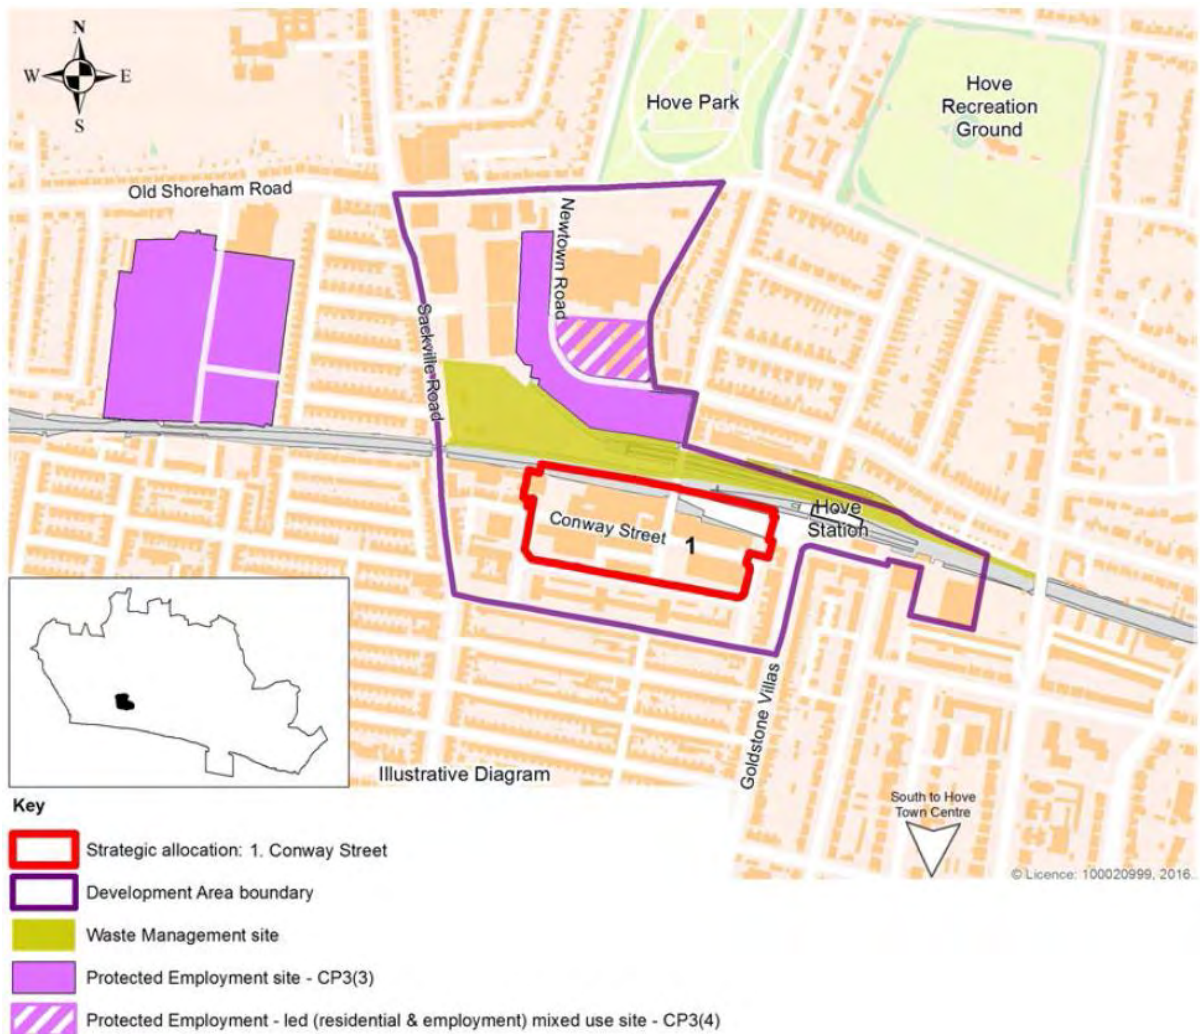 N
W
E
S
Hove Park
Hove
Recreation
Ground
Old Shoreham Road
Newtown Road
Sackville Road
Hove
Station
Conway Street
1
Goldstone Villas
Illustrative Diagram
South to Hove
Town Centre
© Licence: 100020999, 2016
Key
Strategic allocation: 1. Conway Street
Development Area boundary
Waste Management site
Protected Employment site - CP3(3)
Protected Employment - led (residential & employment) mixed use site - CP3(4)